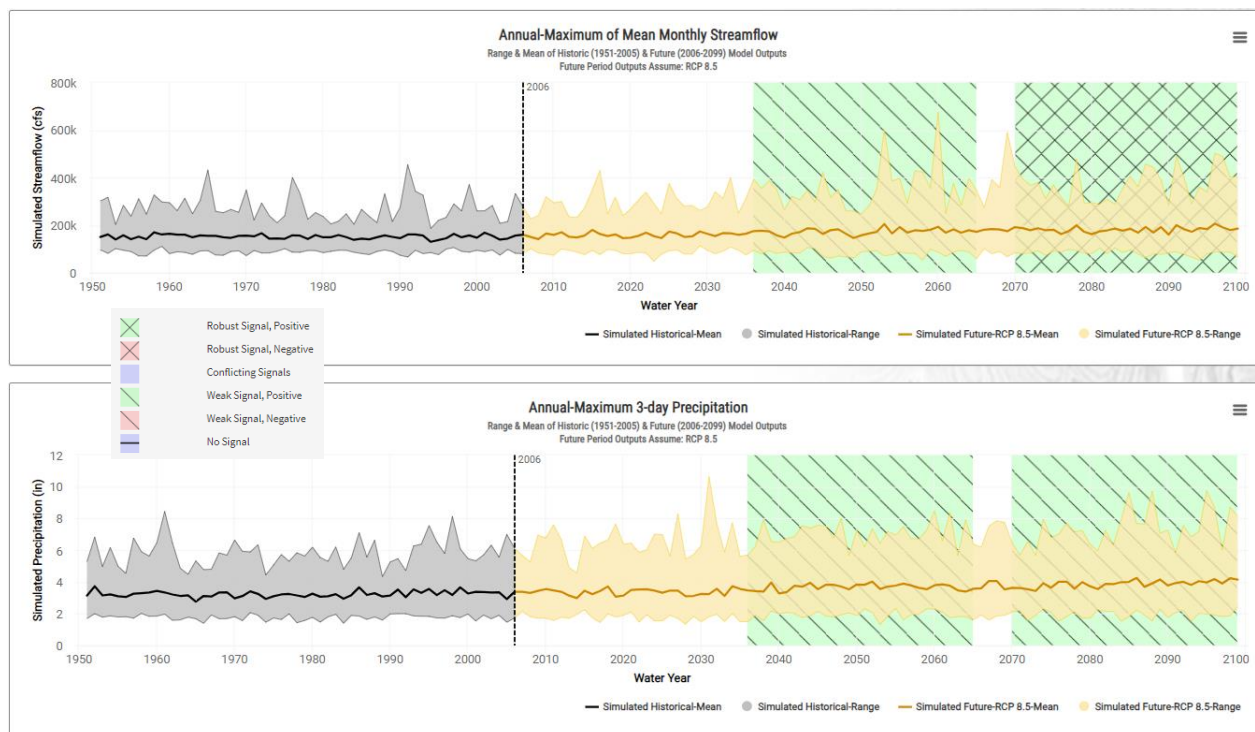 Annual-Maximum of Mean Monthly Streamflow
Range & Mean of Historic (1951-2005) & Future (2006-2099) Model Outputs
Future Period Outputs Assume: RCP 8.5
Simulated Streamflow (cfs)
800k
600k
400k
200k
0
2006
1950 1960 1970 1980 1990 2000 2010 2020 2030 2040 2050 2060 2070 2080 2090 2100
Water Year
Simulated Historical-Mean Simulated Historical-Range Simulated Future-RCP 8.5-Mean Simulated Future-RCP 8.5-Range
Robust Signal, Positive
Robust Signal, Negative
Conflicting Signals
Weak Signal, Positive
Weak Signal, Negative
No Signal
Annual-Maximum 3-day Precipitation
Range & Mean of Historic (1951-2005) & Future (2006-2099) Model Outputs
Future Period Outputs Assume: RCP 8.5
Simulated Precipitation (in)
12
10
8
6
4
2
0
2006
1950 1960 1970 1980 1990 2000 2010 2020 2030 2040 2050 2060 2070 2080 2090 2100
Water Year
Simulated Historical-Mean Simulated Historical-Range Simulated Future-RCP 8.5-Mean Simulated Future-RCP 8.5-Range